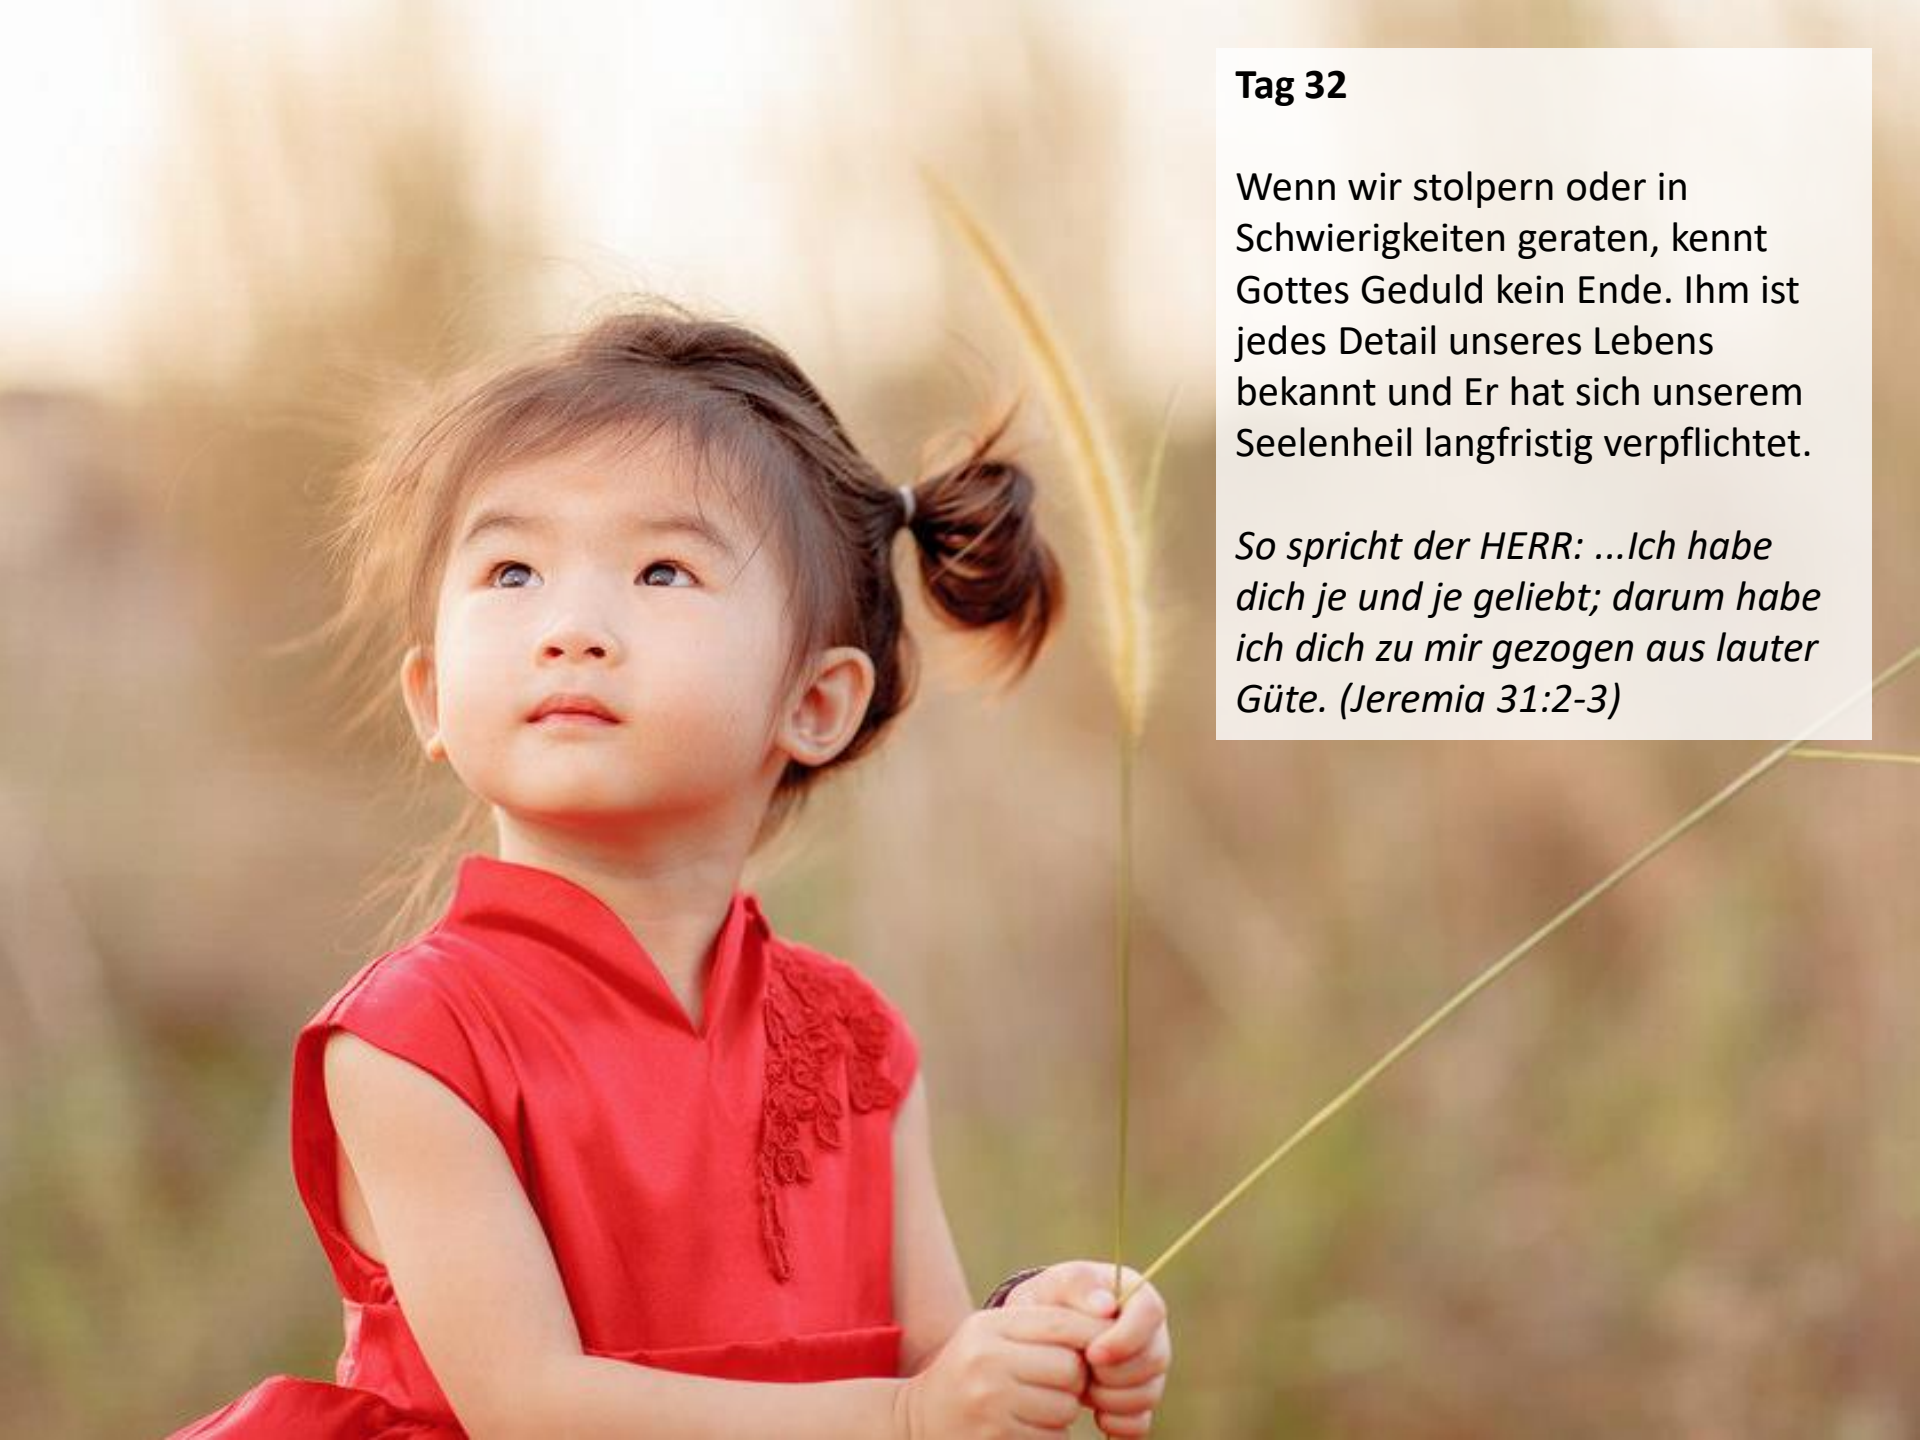 Tag 32
Wenn wir stolpern oder in
Schwierigkeiten geraten, kennt
Gottes Geduld kein Ende. Ihm ist
jedes Detail unseres Lebens
bekannt und Er hat sich unserem
Seelenheil langfristig verpflichtet.
So spricht der HERR: ...Ich habe
dich je und je geliebt; darum habe
ich dich zu mir gezogen aus lauter
Güte. (Jeremia 31:2-3)